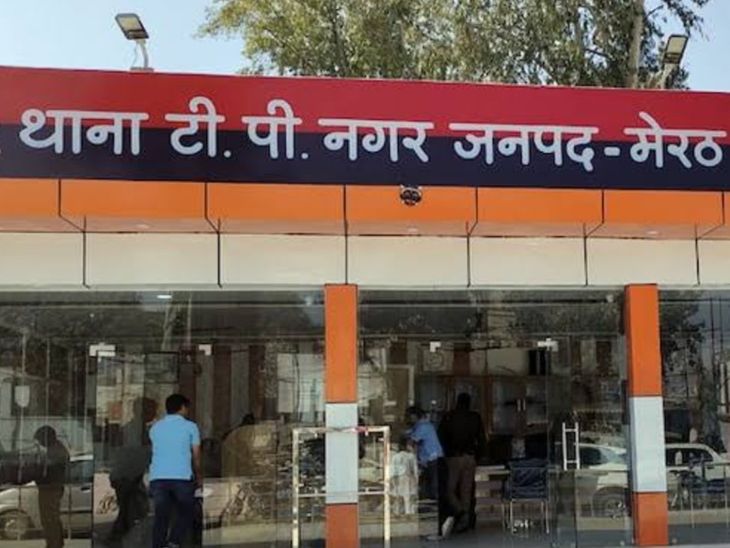 थाना टी. पी. नगर जनपद - मेरठ